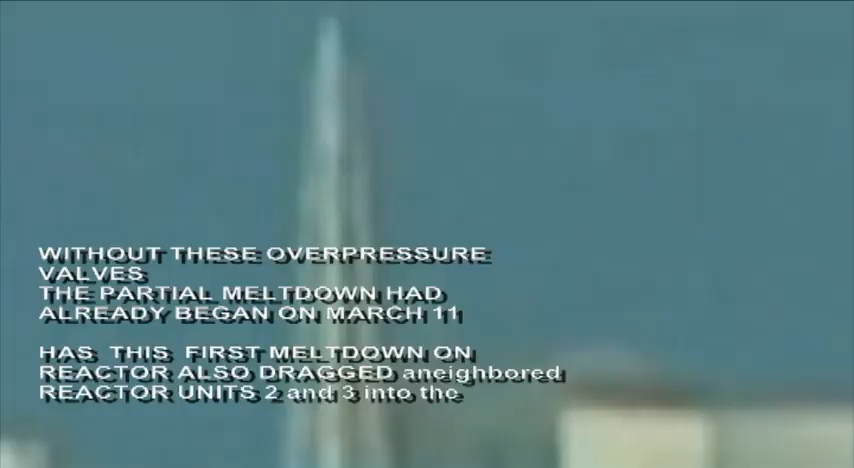 WITHOUT THESE OVERPRESSURE
VALVES
THE PARTIAL MELTDOWN HAD
ALREADY BEGAN ON MARCH 11
HAS THIS FIRST MELTDOWN ON
REACTOR ALSO DRAGGED aneighbored
REACTOR UNITS 2 and 3 into the